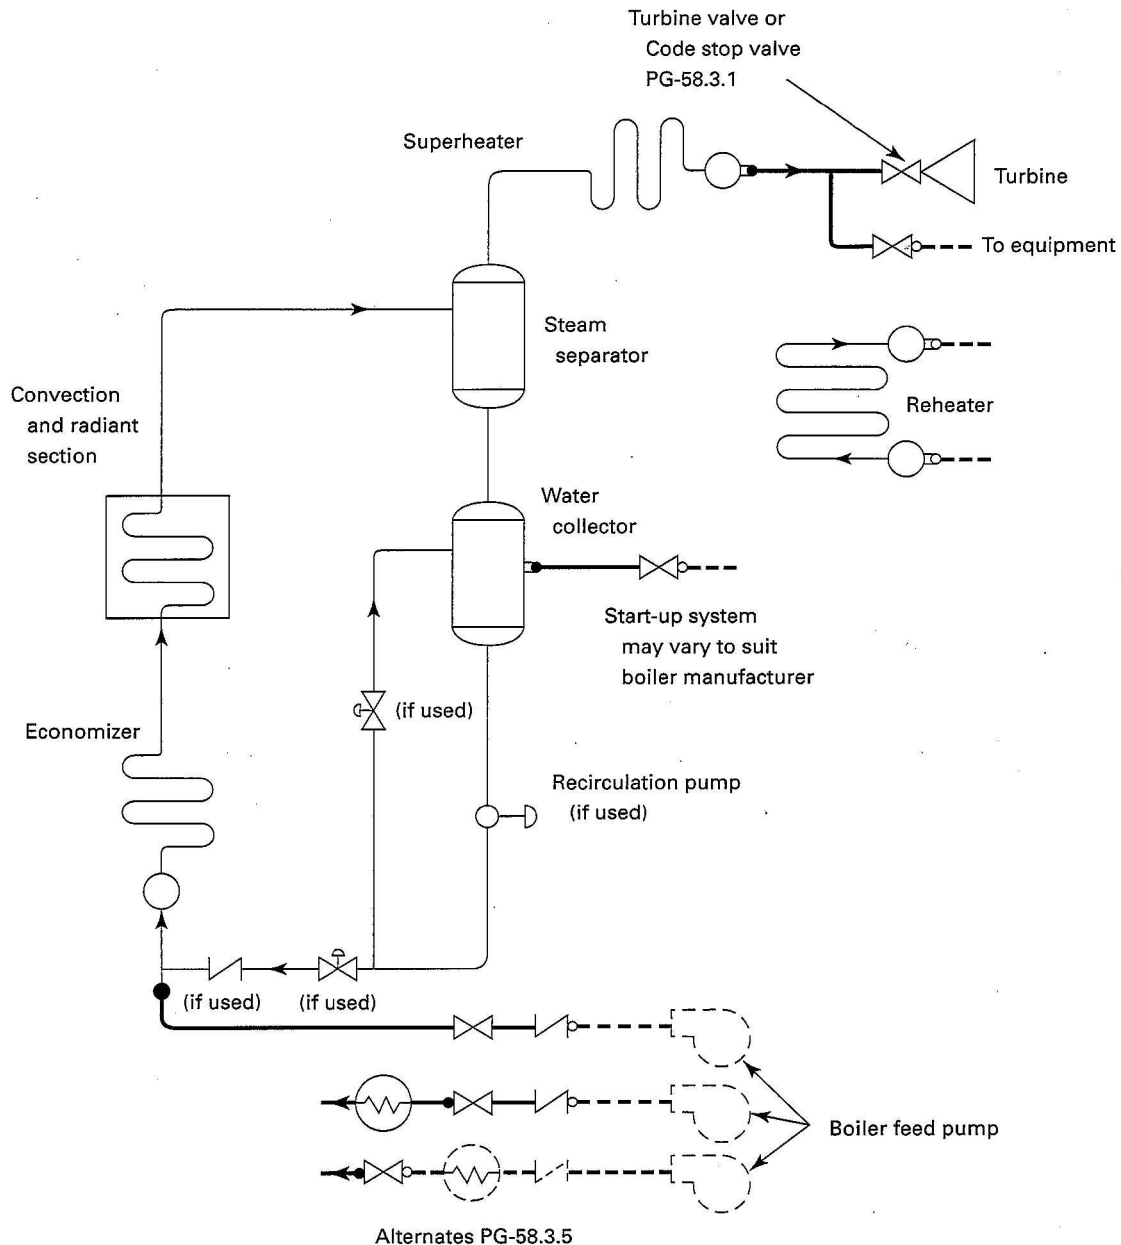 Turbine valve or
Code stop valve
PG-58.3.1
Superheater
Turbine
To equipment
Steam
separator
Convection
and radiant
section
Reheater
Water
collector
Start-up system
may vary to suit
boiler manufacturer
(if used)
Economizer
Recirculation pump
(if used)
(if used)
(if used)
Boiler feed pump
Alternates PG-58.3.5